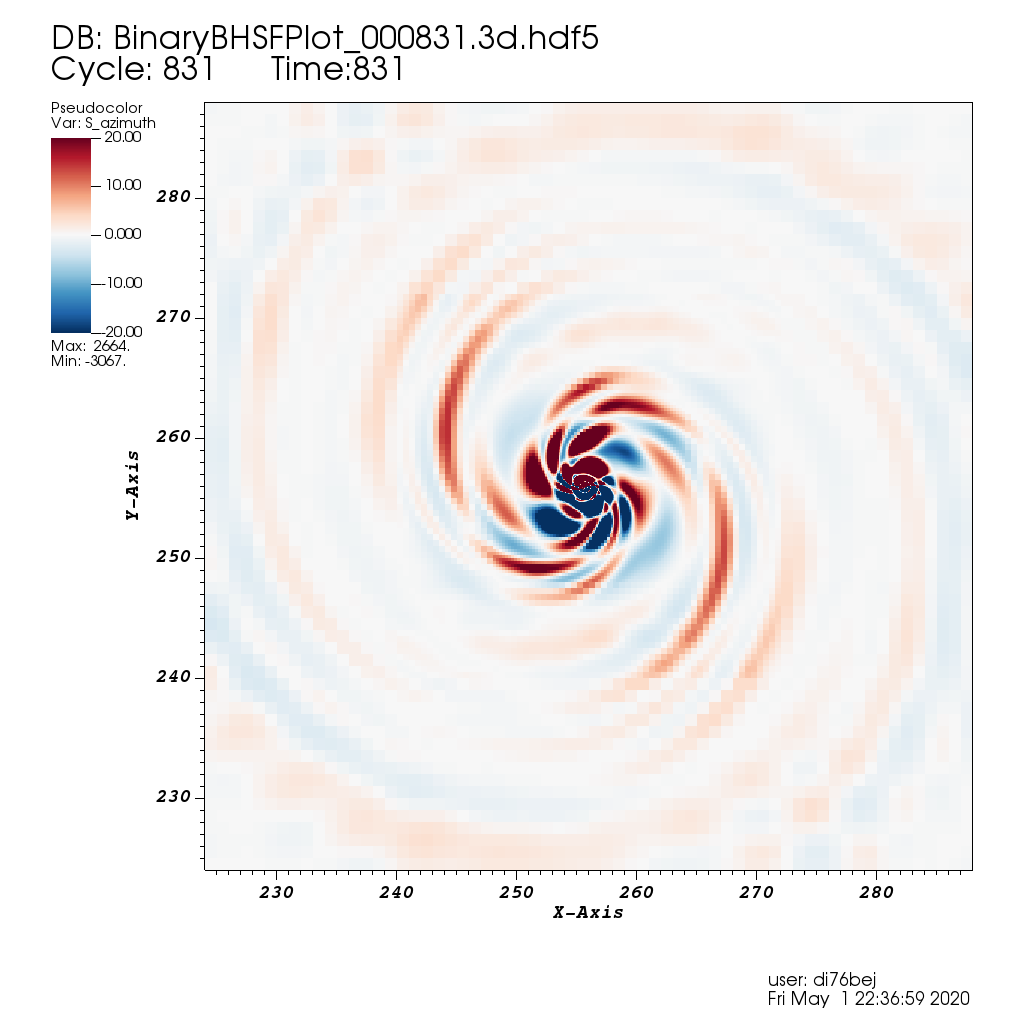 DB: BinaryBHSFPlot_000831.3d.hdf5
Cycle: 831 Time:831
Pseudocolor
Var: S_azimuth
20.00
10.00
0.000
-10.00
-20.00
Max: 2664.
Min: -3067.
280
270
260
250
240
230
Y-Axis
230 240 250 260 270 280
X-Axis
user: di76bej
Fri May 1 22:36:59 2020